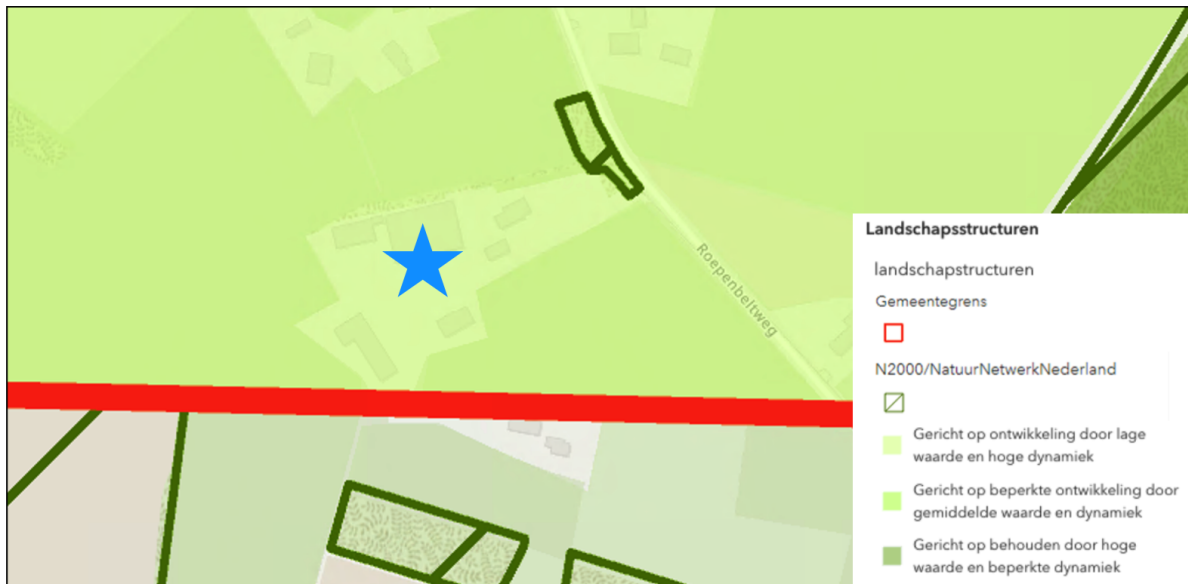 Roepenbeltweg
Landschapsstructuren
landschapstructuren
Gemeentegrens
N2000/NatuurNetwerkNederland
Gericht op ontwikkeling door lage
waarde en hoge dynamiek
Gericht op beperkte ontwikkeling door
gemiddelde waarde en dynamiek
Gericht op behouden door hoge
waarde en beperkte dynamiek